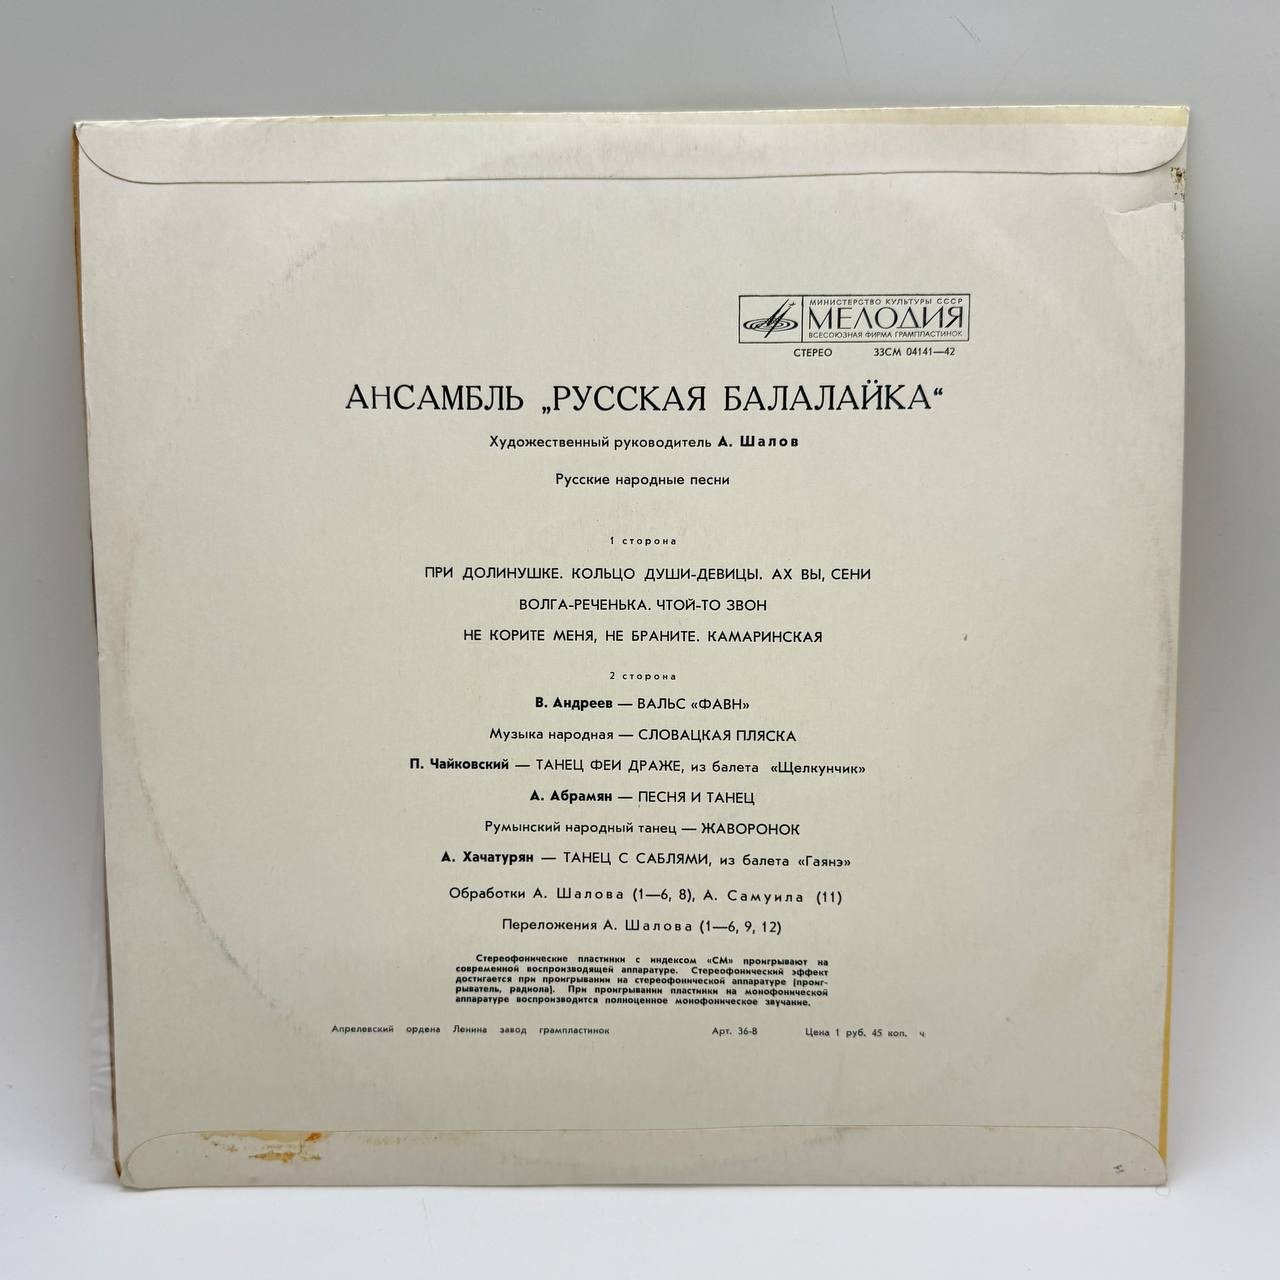 МИНИСТЕРСТВО КУЛЬТУРЫ СССР
МЕЛОДИЯ
ВСЕСОЮЗНАЯ ФИРМА ГРАМПЛАСТИНОК
СТЕРЕО 33СМ 04141—42
АНСАМБЛЬ „РУССКАЯ БАЛАЛАЙКА“
Художественный руководитель А. Шалов
Русские народные песни
1 сторона
ПРИ ДОЛИНУШКЕ. КОЛЬЦО ДУШИ-ДЕВИЦЫ. АХ ВЫ, СЕНИ
ВОЛГА-РЕЧЕНЬКА. ЧТОЙ-ТО ЗВОН
НЕ КОРИТЕ МЕНЯ, НЕ БРАНИТЕ. КАМАРИНСКАЯ
2 сторона
В. Андреев — ВАЛЬС «ФАВН»
Музыка народная — СЛОВАЦКАЯ ПЛЯСКА
П. Чайковский — ТАНЕЦ ФЕИ ДРАЖЕ, из балета «Щелкунчик»
А. Абрамян — ПЕСНЯ И ТАНЕЦ
Румынский народный танец — ЖАВОРОНОК
А. Хачатурян — ТАНЕЦ С САБЛЯМИ, из балета «Гаянэ»
Обработки А. Шалова (1—6, 8), А. Самуила (11)
Переложения А. Шалова (1—6, 9, 12)
Стереофонические пластинки с индексом «СМ» проигрывают на
современной воспроизводящей аппаратуре. Стереофонический эффект
достигается при проигрывании на стереофонической аппаратуре (проиг-
рыватель, радиола). При проигрывании пластинки на монофонической
аппаратуре воспроизводится полноценное монофоническое звучание.
Апрелевский ордена Ленина завод грампластинок Арт. 36-8 Цена 1 руб. 45 коп. ч